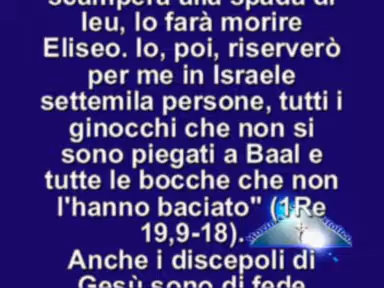 scamperà alla spada di
Ieu, lo farà morire
Eliseo. Io, poi, riserverò
per me in Israele
settemila persone, tutti i
ginocchi che non si
sono piegati a Baal e
tutte le bocche che non
l'hanno baciato" (1Re
19,9-18).
Anche i discepoli di
Gesù sono di fede